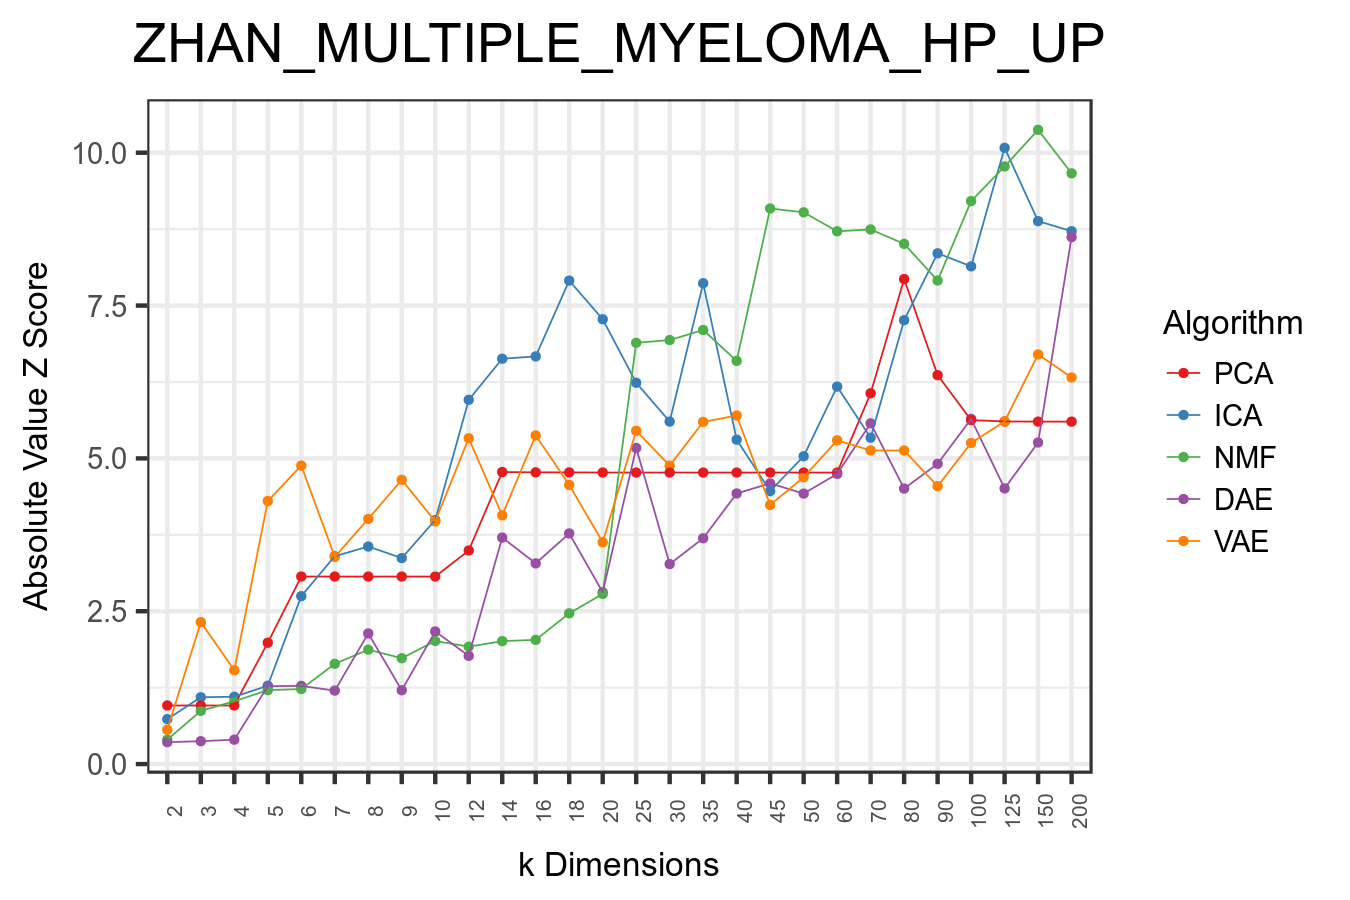 ZHAN_MULTIPLE_MYELOMA_HP_UP
Absolute Value Z Score
10.0
7.5
5.0
2.5
0.0
2 3 4 5 6 7 8 9 10 12 14 16 18 20 25 30 35 40 45 50 60 70 80 90 100 125 150 200
k Dimensions
Algorithm
PCA
ICA
NMF
DAE
VAE